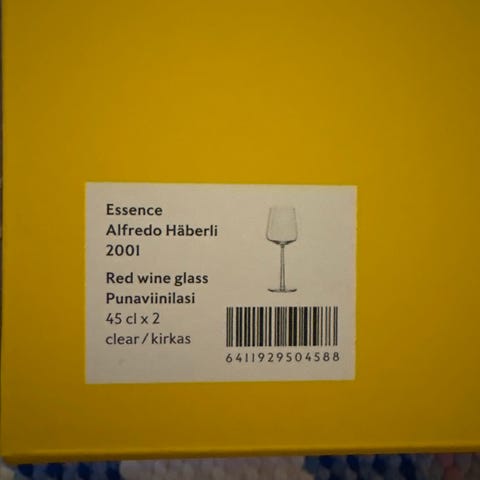 Essence
Alfredo Häberli
2001
Red wine glass
Punaviinilasi
45 cl x 2
clear / kirkas
6411929504588